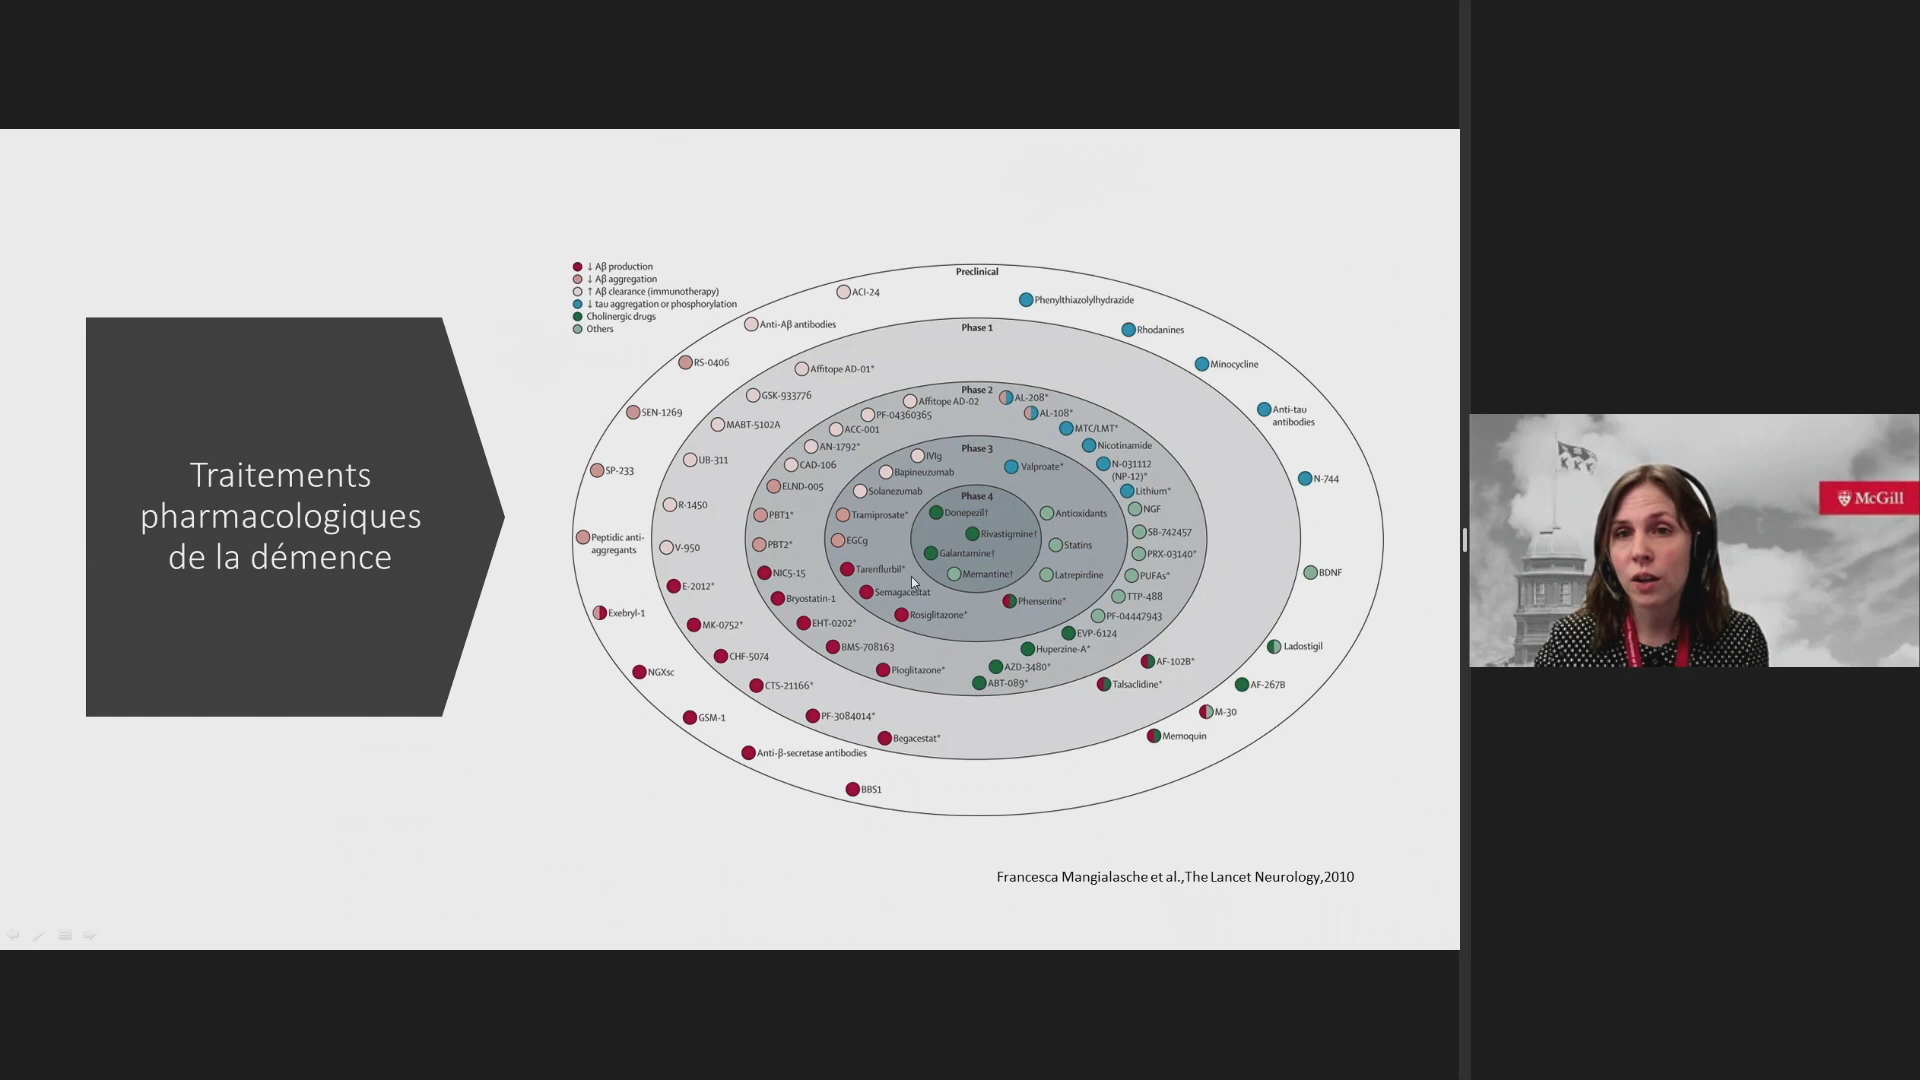 Traitements
pharmacologiques
de la démence
↓ Aβ production
↓ Aβ aggregation
↑ Aβ clearance (immunotherapy)
↓ tau aggregation or phosphorylation
Cholinergic drugs
Others
Preclinical
ACI-24
Phenylthiazolylhydrazide
Anti-Aβ antibodies
Rhodanines
RS-0406
Minocycline
SEN-1269
Anti-tau
antibodies
SP-233
N-744
Peptidic anti-
aggregants
BDNF
Exebryl-1
Ladostigil
NGXsc
AF-267B
GSM-1
M-30
Anti-β-secretase antibodies
Memoquin
BBS1
Phase 1
Affitope AD-01*
GSK-933776
MABT-5102A
UB-311
R-1450
V-950
E-2012*
MK-0752*
CHF-5074
CTS-21166*
PF-3084014*
Begacestat*
AF-102B*
Talsaclidine*
Phase 2
Affitope AD-02
AL-208*
PF-04360365
AL-108*
ACC-001
MTC/LMT*
AN-1792*
Nicotinamide
CAD-106
N-031112
(NP-12)*
ELND-005
Lithium*
PBT1*
NGF
PBT2*
SB-742457
PRX-03140*
NIC5-15
PUFAs*
Bryostatin-1
TTP-488
EHT-0202*
PF-04447943
BMS-708163
EVP-6124
Pioglitazone*
Huperzine-A*
AZD-3480*
ABT-089*
Phase 3
IVIg
Bapineuzumab
Valproate*
Solanezumab
Tramiprosate*
Antioxidants
EGCg
Statins
Tarenflurbil*
Latrepirdine
Semagacestat
Phenserine*
Rosiglitazone*
Phase 4
Donepezil†
Rivastigmine†
Galantamine†
Memantine†
Francesca Mangialasche et al.,The Lancet Neurology,2010
McGill